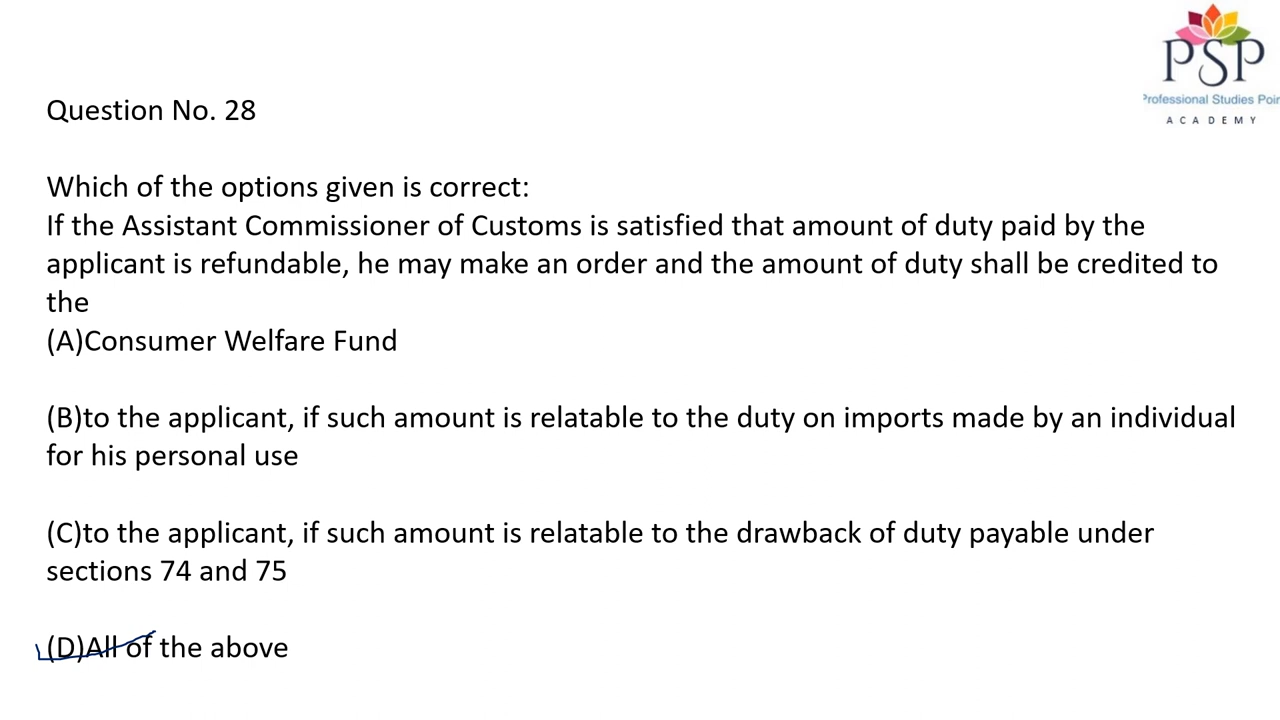 PSP
Professional Studies Poin
ACADEMY
Question No. 28
Which of the options given is correct:
If the Assistant Commissioner of Customs is satisfied that amount of duty paid by the
applicant is refundable, he may make an order and the amount of duty shall be credited to
the
(A)Consumer Welfare Fund
(B)to the applicant, if such amount is relatable to the duty on imports made by an individual
for his personal use
(C)to the applicant, if such amount is relatable to the drawback of duty payable under
sections 74 and 75
(D)All of the above